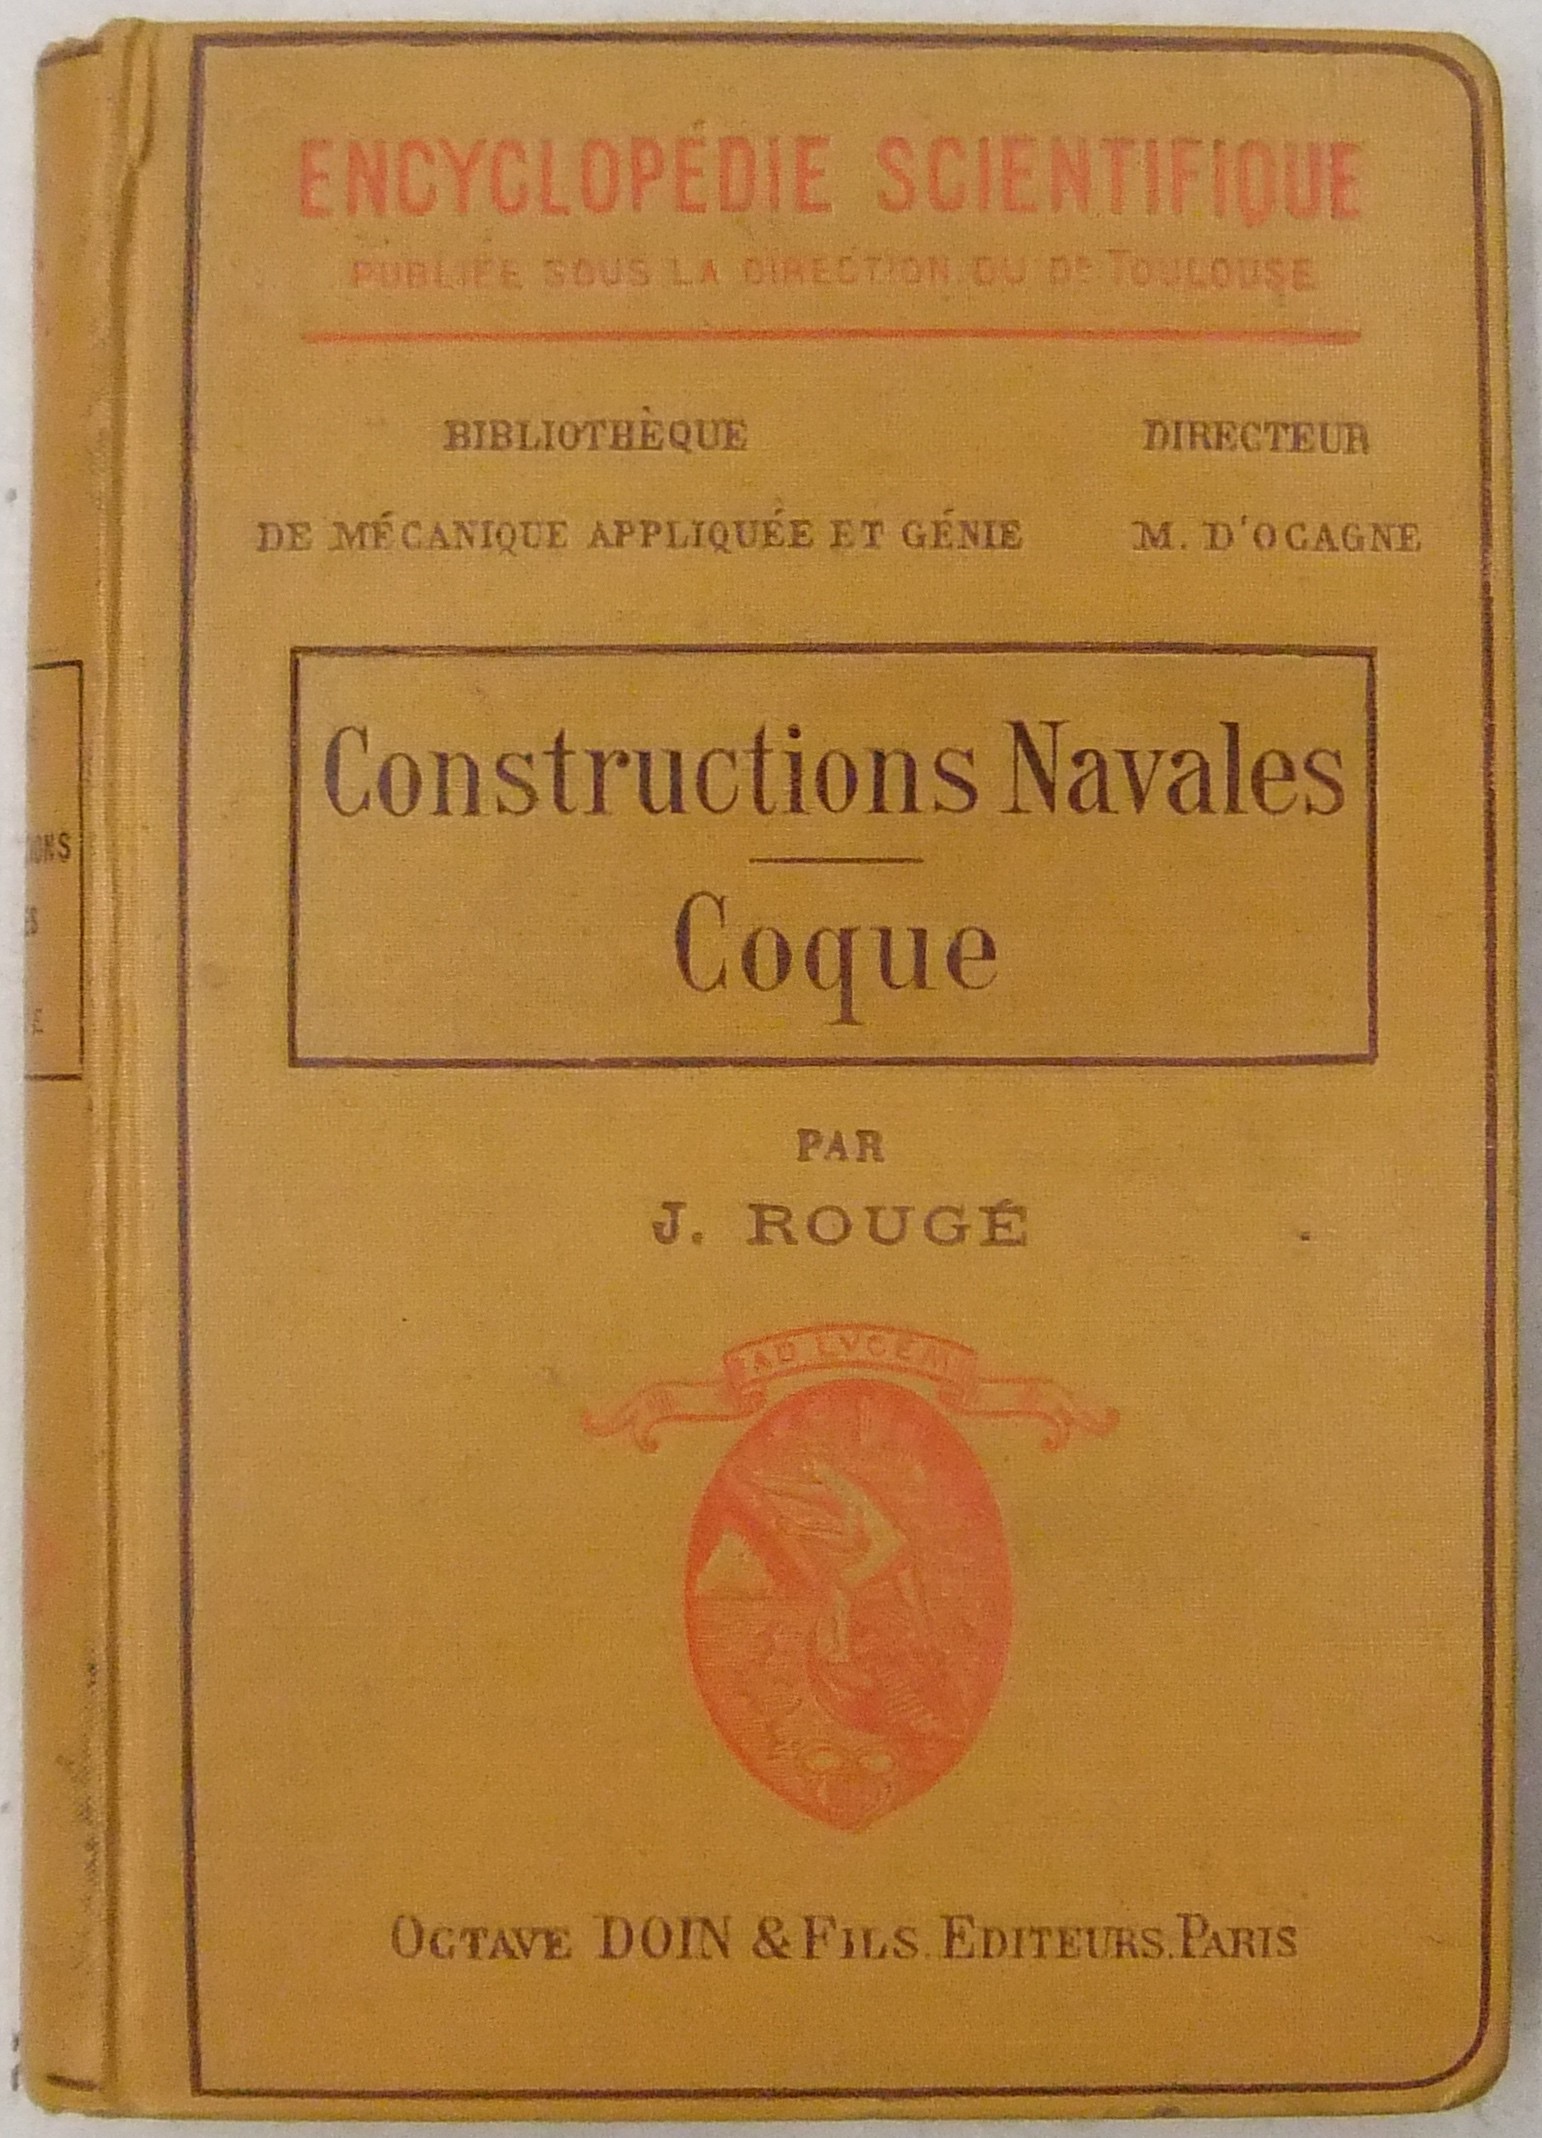 ENCYCLOPÉDIE SCIENTIFIQUE
PUBLIÉE SOUS LA DIRECTION DU Dr TOULOUSE
BIBLIOTHÈQUE
DE MÉCANIQUE APPLIQUÉE ET GÉNIE
DIRECTEUR
M. D'OCAGNE
Constructions Navales
Coque
PAR
J. ROUGÉ
AD LVCEM
OCTAVE DOIN & FILS. EDITEURS. PARIS